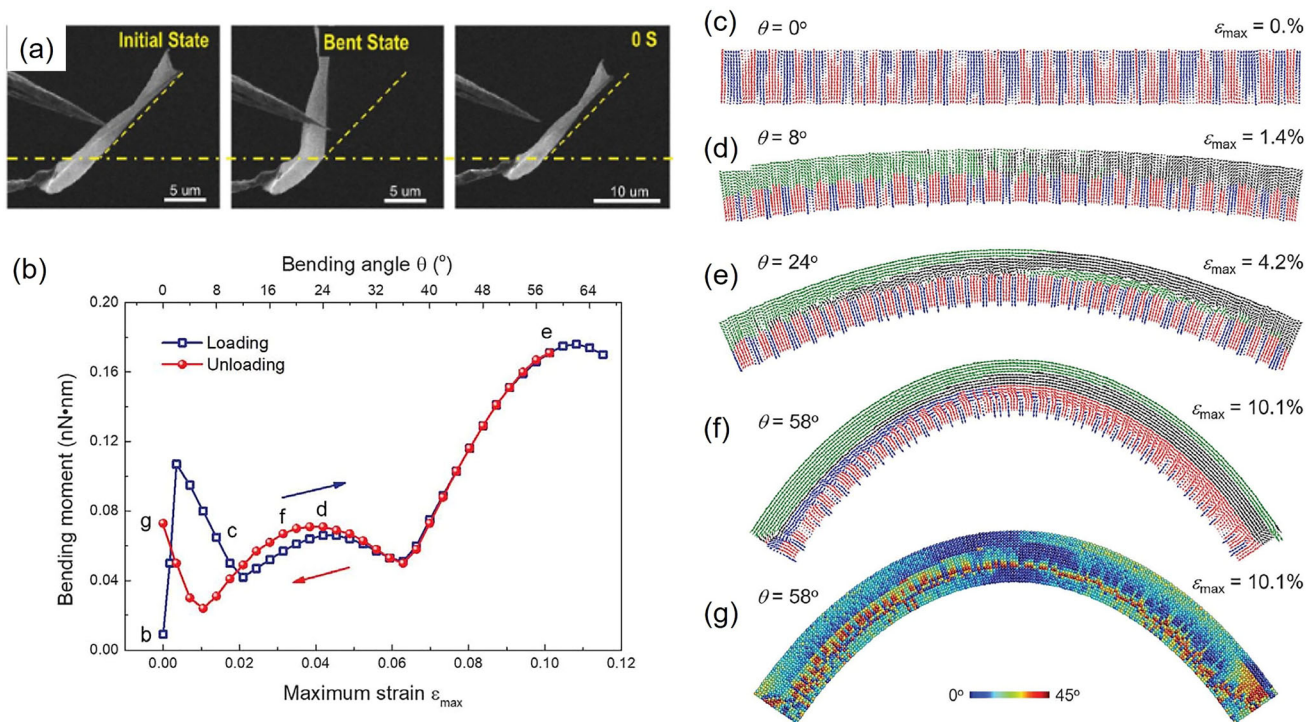 (a)
Initial State
5 um
Bent State
5 um
0 S
10 um
(b)
Bending angle θ (°)
0 8 16 24 32 40 48 56 64
Bending moment (nN•nm)
0.20
0.16
0.12
0.08
0.04
0.00
Loading
Unloading
b
c
d
e
f
g
0.00 0.02 0.04 0.06 0.08 0.10 0.12
Maximum strain εmax
(c)
θ = 0° εmax = 0.%
(d)
θ = 8° εmax = 1.4%
(e)
θ = 24° εmax = 4.2%
(f)
θ = 58° εmax = 10.1%
(g)
θ = 58° εmax = 10.1%
0° 45°